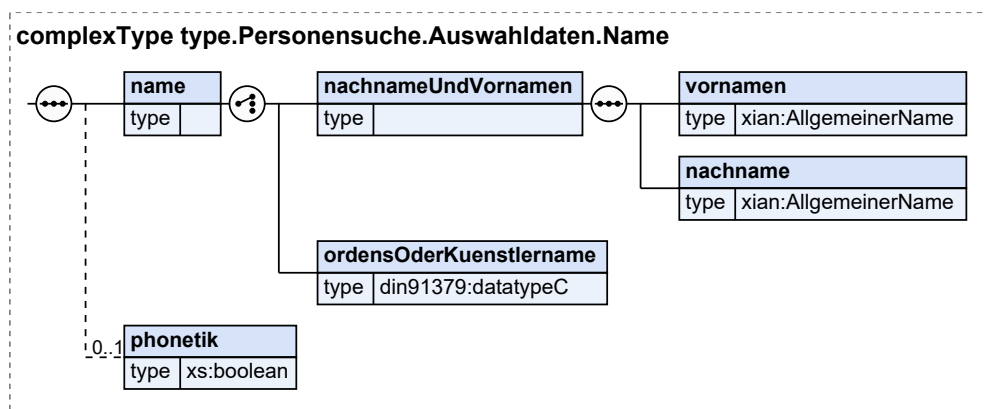 complexType type.Personensuche.Auswahldaten.Name
name
type
nachnameUndVornamen
type
vornamen
type xian:AllgemeinerName
nachname
type xian:AllgemeinerName
ordensOderKuenstlername
type din91379:datatypeC
0..1
phonetik
type xs:boolean